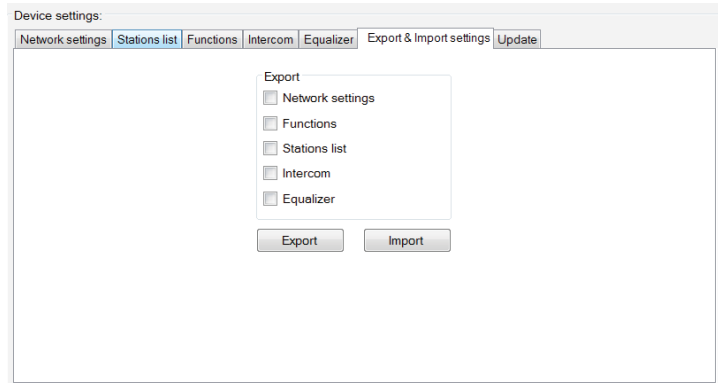 Device settings:
Network settings Stations list Functions Intercom Equalizer Export & Import settings Update
Export
Network settings
Functions
Stations list
Intercom
Equalizer
Export Import